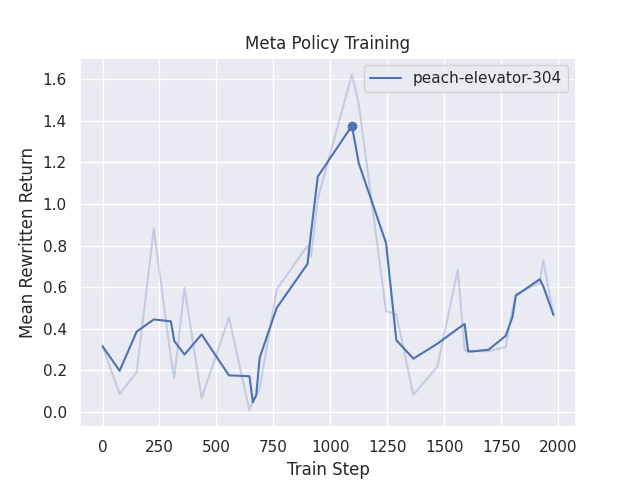 Meta Policy Training
peach-elevator-304
Mean Rewritten Return
1.6
1.4
1.2
1.0
0.8
0.6
0.4
0.2
0.0
0 250 500 750 1000 1250 1500 1750 2000
Train Step